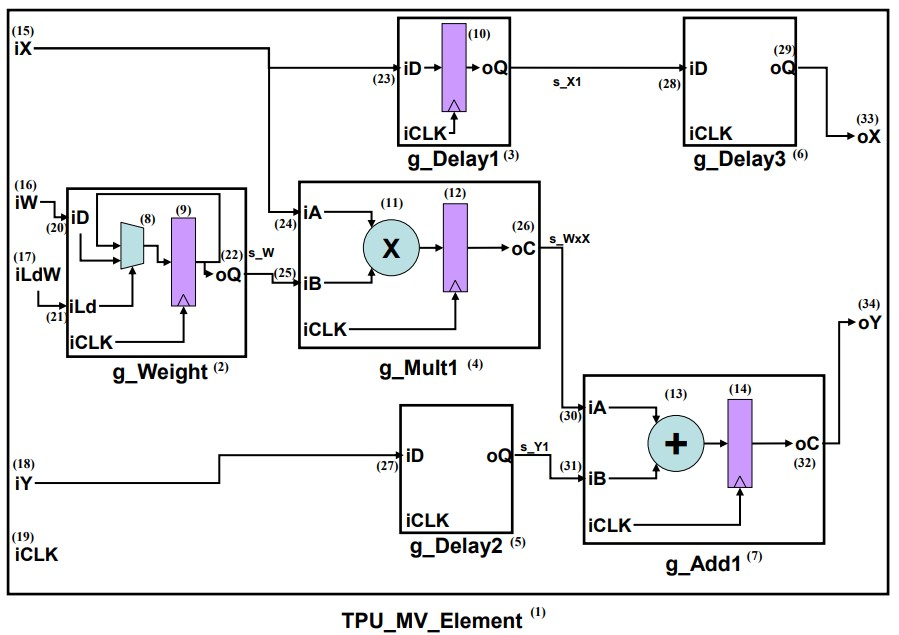 (15)
iX
(10)
(23) iD oQ
iCLK
g_Delay1 (3)
s_X1
(29)
(28) iD oQ
iCLK
g_Delay3 (6)
(33)
oX
(16)
iW
(20) iD
(17)
iLdW
(21) iLd
(8)
(9)
(22) oQ
iCLK
g_Weight (2)
s_W
(24) iA
(25) iB
(11)
X
(12)
(26)
oC
iCLK
g_Mult1 (4)
s_WxX
(34)
oY
(18)
iY
(27) iD oQ
iCLK
g_Delay2 (5)
s_Y1
(30) iA
(31) iB
(13)
+
(14)
oC
(32)
iCLK
g_Add1 (7)
(19)
iCLK
TPU_MV_Element (1)